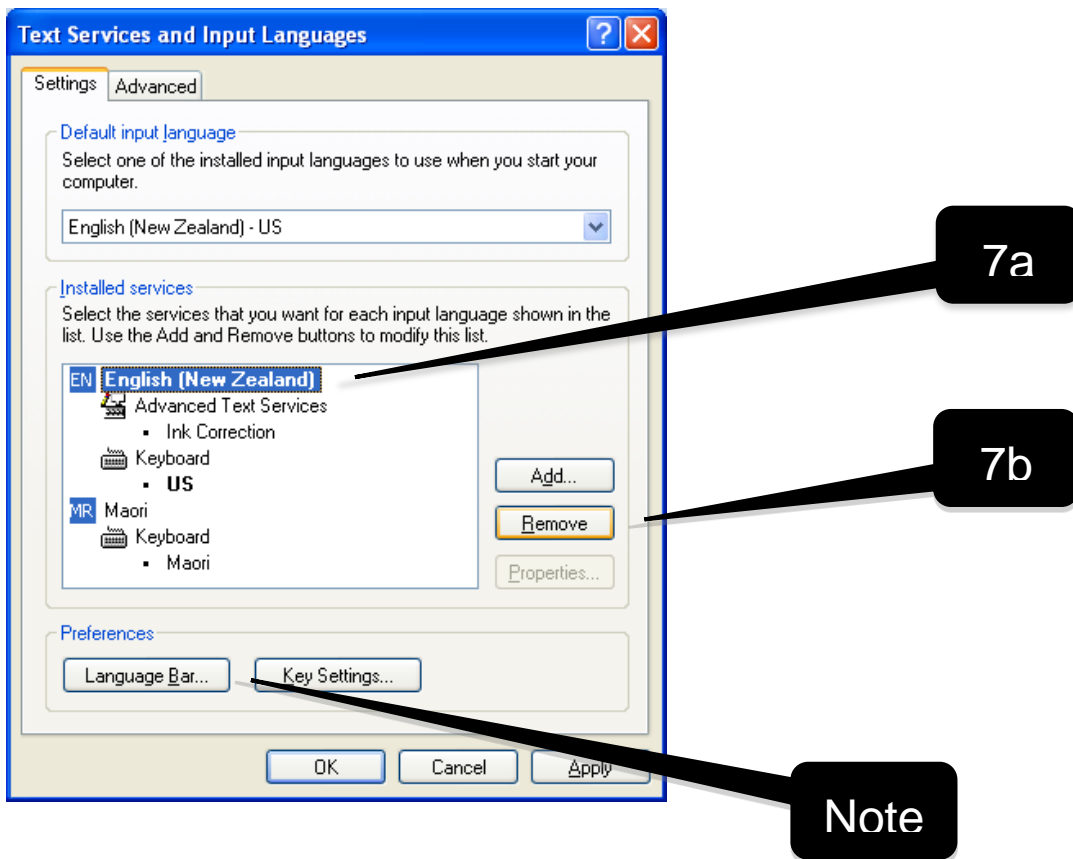 Text Services and Input Languages
Settings
Advanced
Default input language
Select one of the installed input languages to use when you start your
computer.
English (New Zealand) - US
7a
Installed services
Select the services that you want for each input language shown in the
list. Use the Add and Remove buttons to modify this list.
EN English (New Zealand)
Advanced Text Services
• Ink Correction
Keyboard
• US
MR Maori
Keyboard
• Maori
7b
Add...
Remove
Properties...
Preferences
Language Bar...
Key Settings...
OK
Cancel
Apply
Note